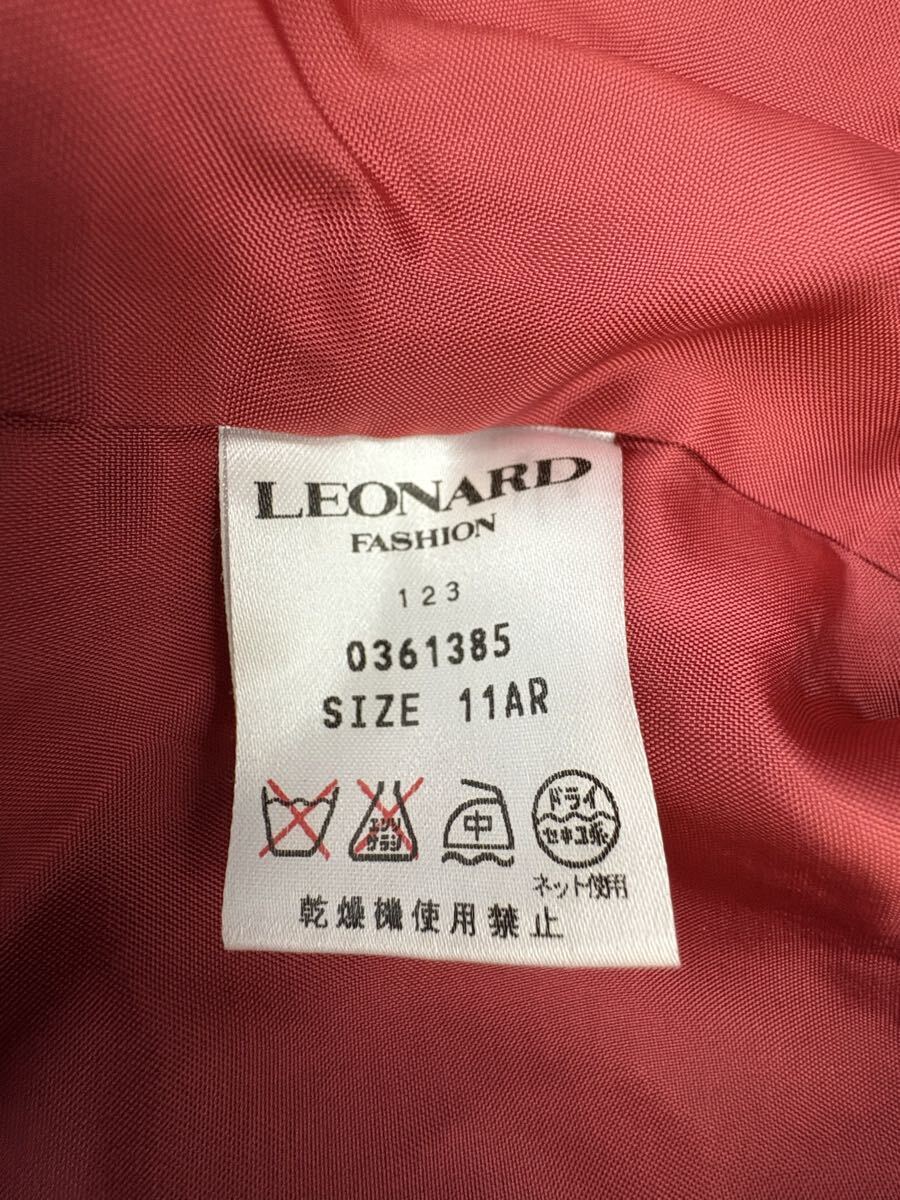 LEONARD
FASHION
123
0361385
SIZE 11AR
エンソ
サラシ
中
ドライ
セキユ系
ネット使用
乾燥機使用禁止